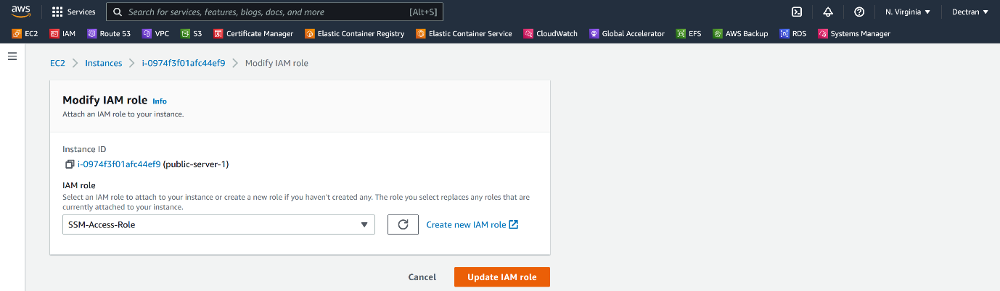 aws Services Search for services, features, blogs, docs, and more [Alt+S] N. Virginia Dectran
EC2 IAM Route 53 VPC S3 Certificate Manager Elastic Container Registry Elastic Container Service CloudWatch Global Accelerator EFS AWS Backup RDS Systems Manager
EC2 Instances i-0974f3f01afc44ef9 Modify IAM role
Modify IAM role Info
Attach an IAM role to your instance.
Instance ID
i-0974f3f01afc44ef9 (public-server-1)
IAM role
Select an IAM role to attach to your instance or create a new role if you haven't created any. The role you select replaces any roles that are
currently attached to your instance.
SSM-Access-Role Create new IAM role
Cancel Update IAM role